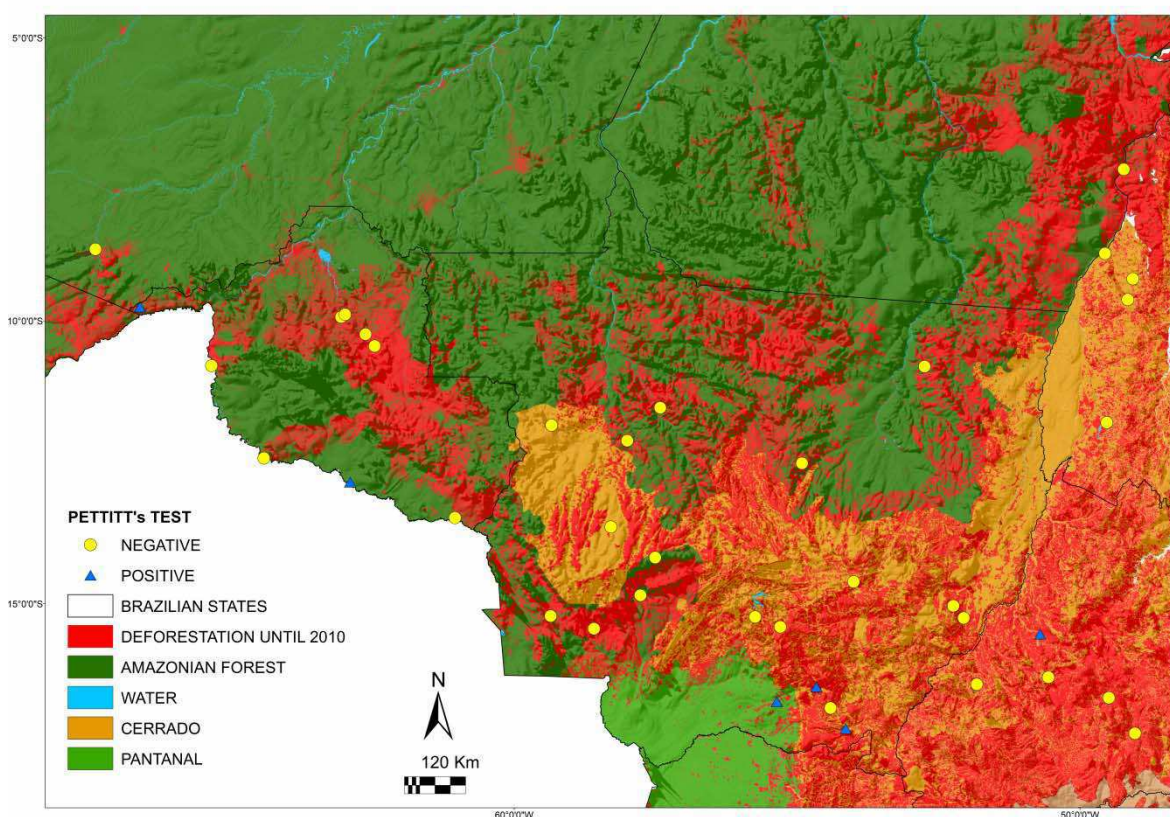 5°0'0"S
10°0'0"S
15°0'0"S
PETTITT's TEST
NEGATIVE
POSITIVE
BRAZILIAN STATES
DEFORESTATION UNTIL 2010
AMAZONIAN FOREST
WATER
CERRADO
PANTANAL
N
120 Km
60°0'0"W
50°0'0"W